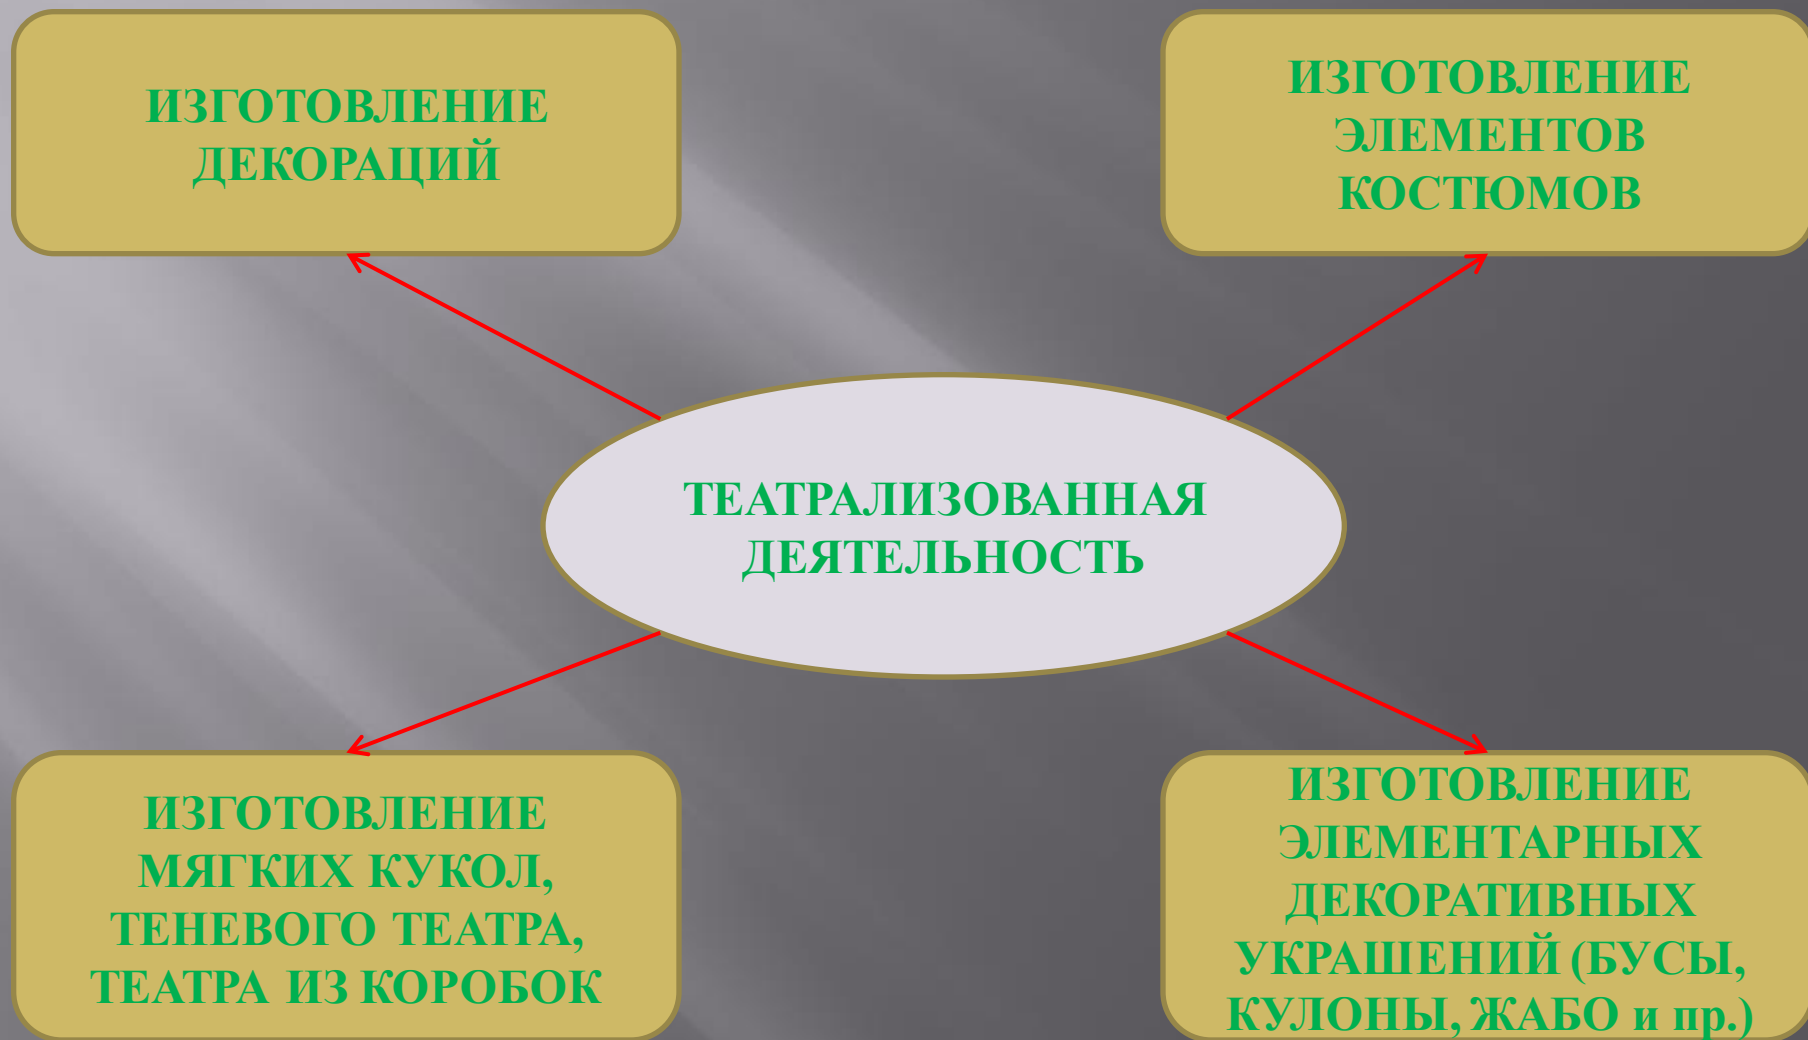 ИЗГОТОВЛЕНИЕ
ДЕКОРАЦИЙ
ИЗГОТОВЛЕНИЕ
ЭЛЕМЕНТОВ
КОСТЮМОВ
ТЕАТРАЛИЗОВАННАЯ
ДЕЯТЕЛЬНОСТЬ
ИЗГОТОВЛЕНИЕ
МЯГКИХ КУКОЛ,
ТЕНЕВОГО ТЕАТРА,
ТЕАТРА ИЗ КОРОБОК
ИЗГОТОВЛЕНИЕ
ЭЛЕМЕНТАРНЫХ
ДЕКОРАТИВНЫХ
УКРАШЕНИЙ (БУСЫ,
КУЛОНЫ, ЖАБО и пр.)